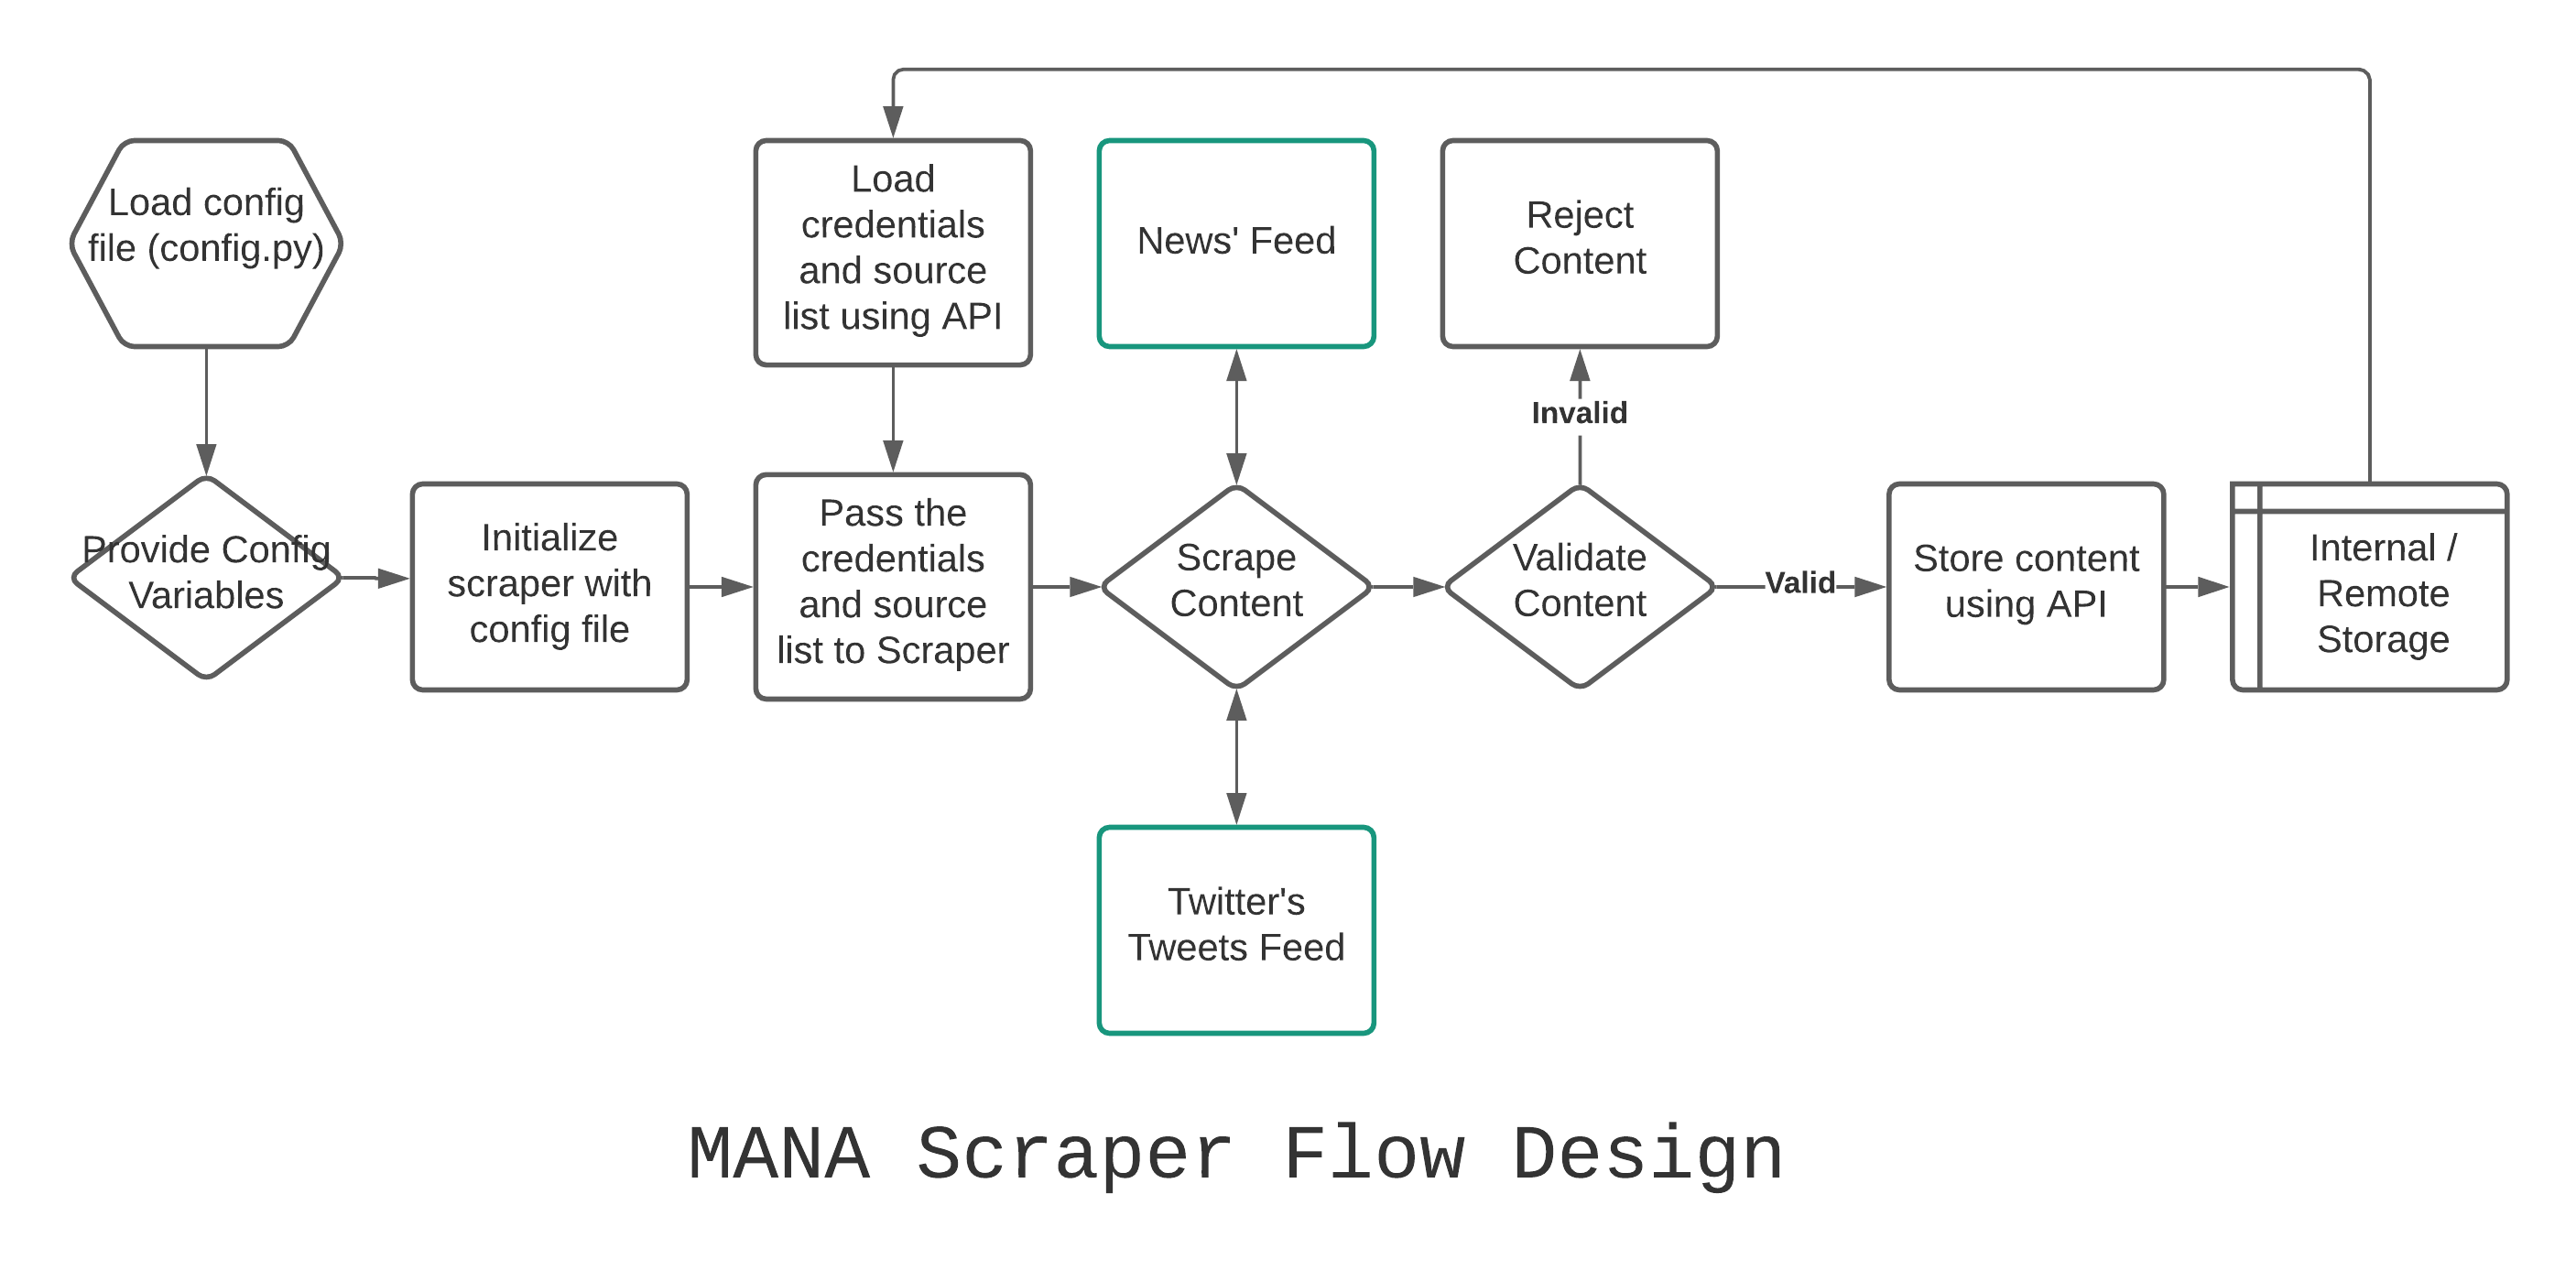 Load config
file (config.py)
Provide Config
Variables
Initialize
scraper with
config file
Load
credentials
and source
list using API
Pass the
credentials
and source
list to Scraper
News' Feed
Scrape
Content
Twitter's
Tweets Feed
Reject
Content
Invalid
Validate
Content
Valid
Store content
using API
Internal /
Remote
Storage
MANA Scraper Flow Design